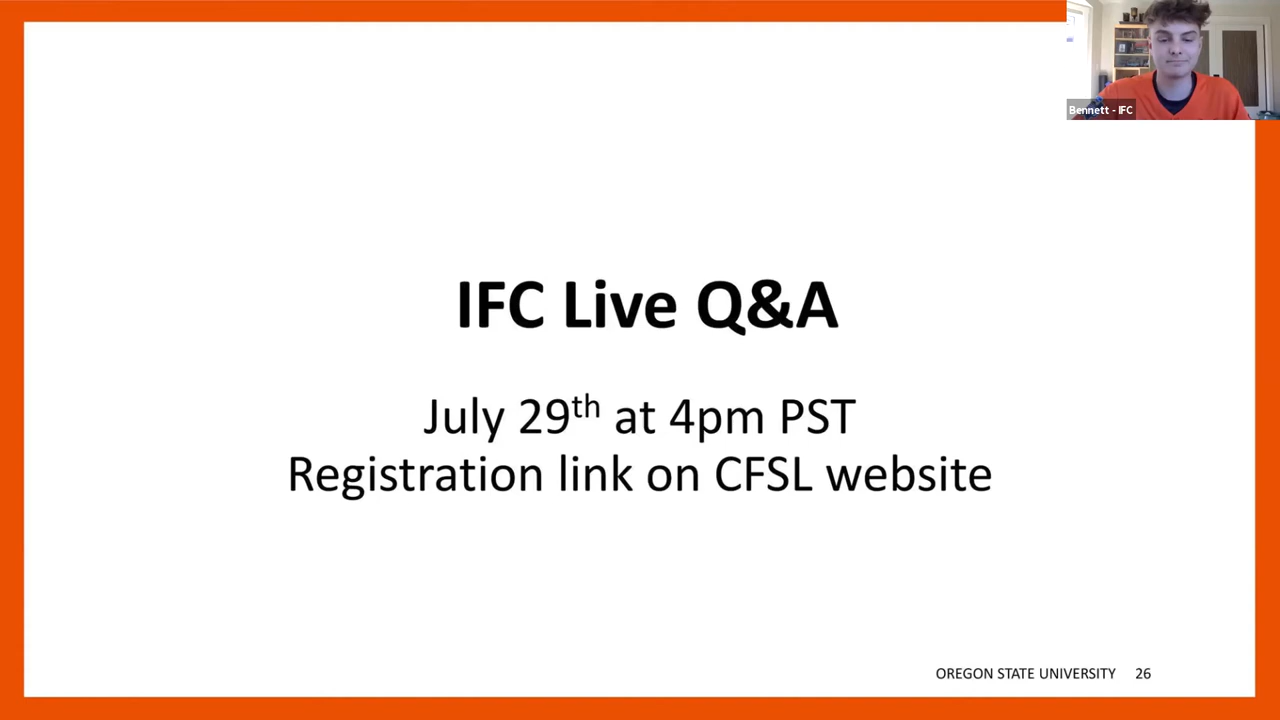 Bennett - IFC
IFC Live Q&A
July 29th at 4pm PST
Registration link on CFSL website
OREGON STATE UNIVERSITY 26